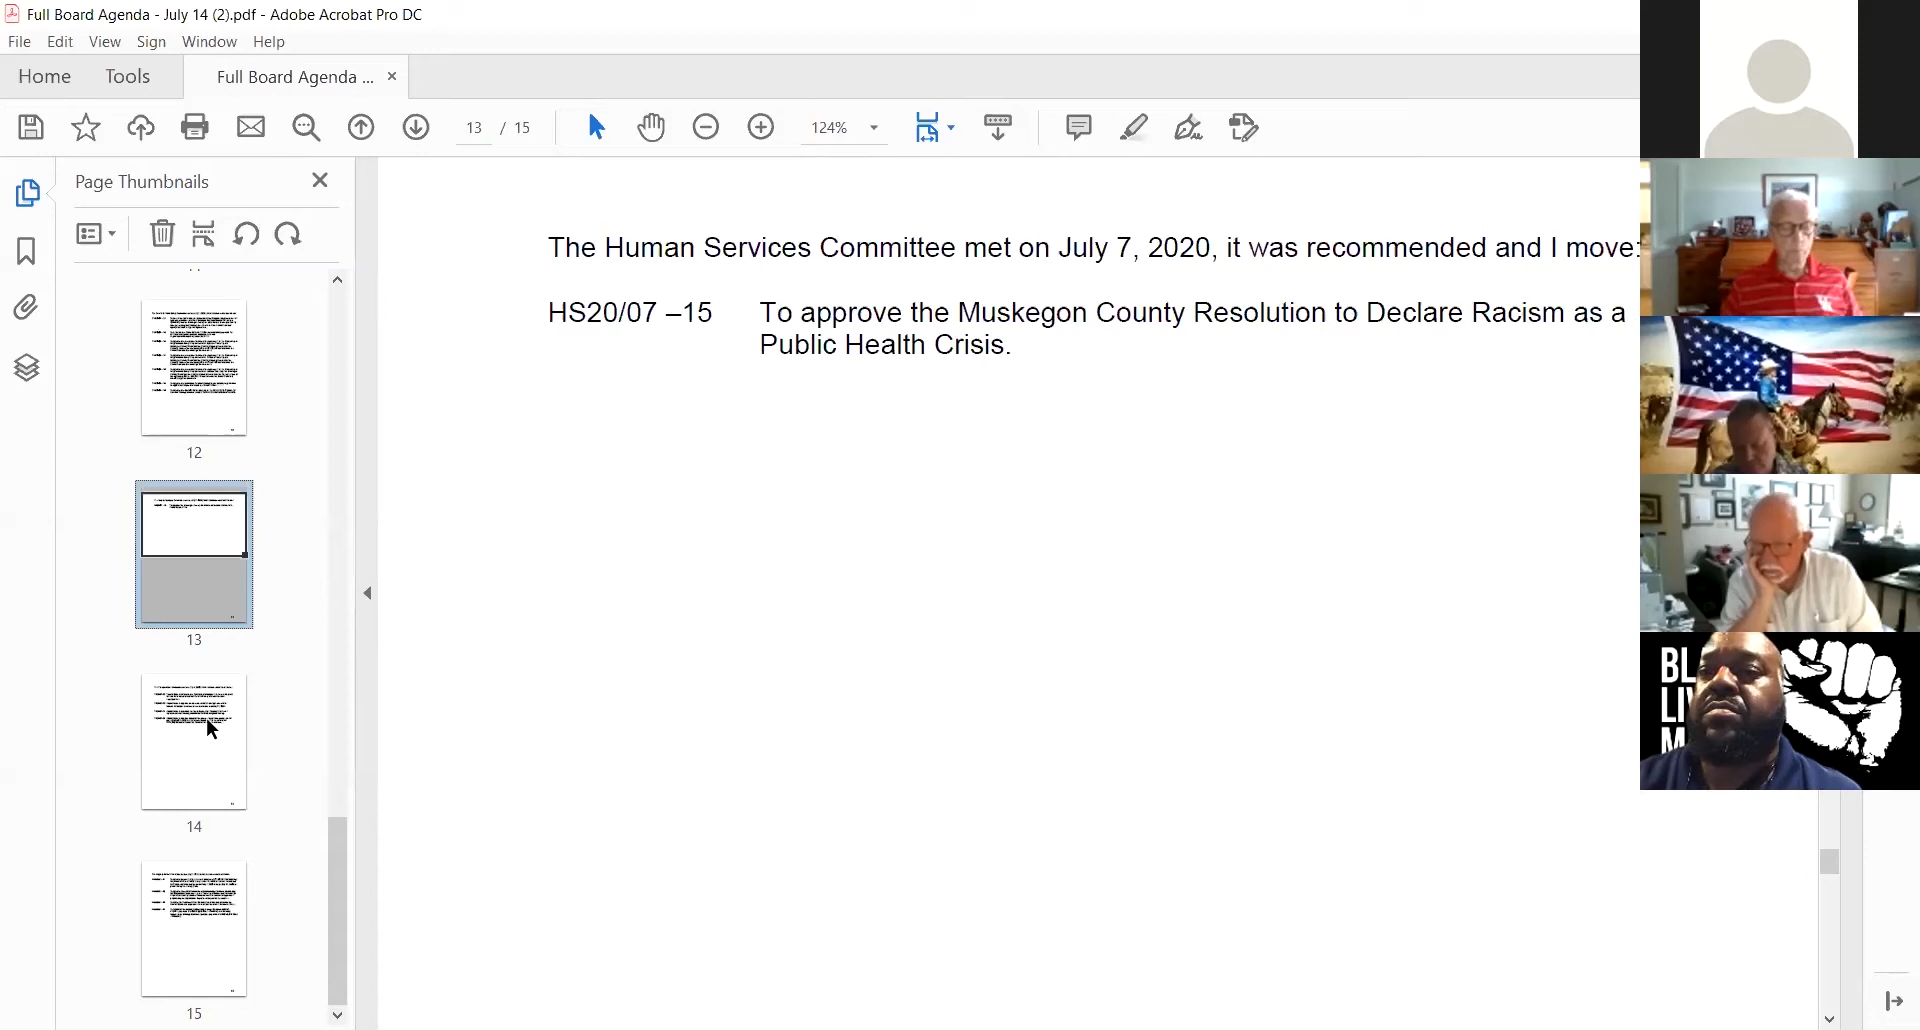 Full Board Agenda - July 14 (2).pdf - Adobe Acrobat Pro DC
File Edit View Sign Window Help
Home Tools Full Board Agenda ... ×
13 / 15 124%
Page Thumbnails
12
13
14
15
The Human Services Committee met on July 7, 2020, it was recommended and I move:
HS20/07 –15 To approve the Muskegon County Resolution to Declare Racism as a
Public Health Crisis.
BL
LI
M